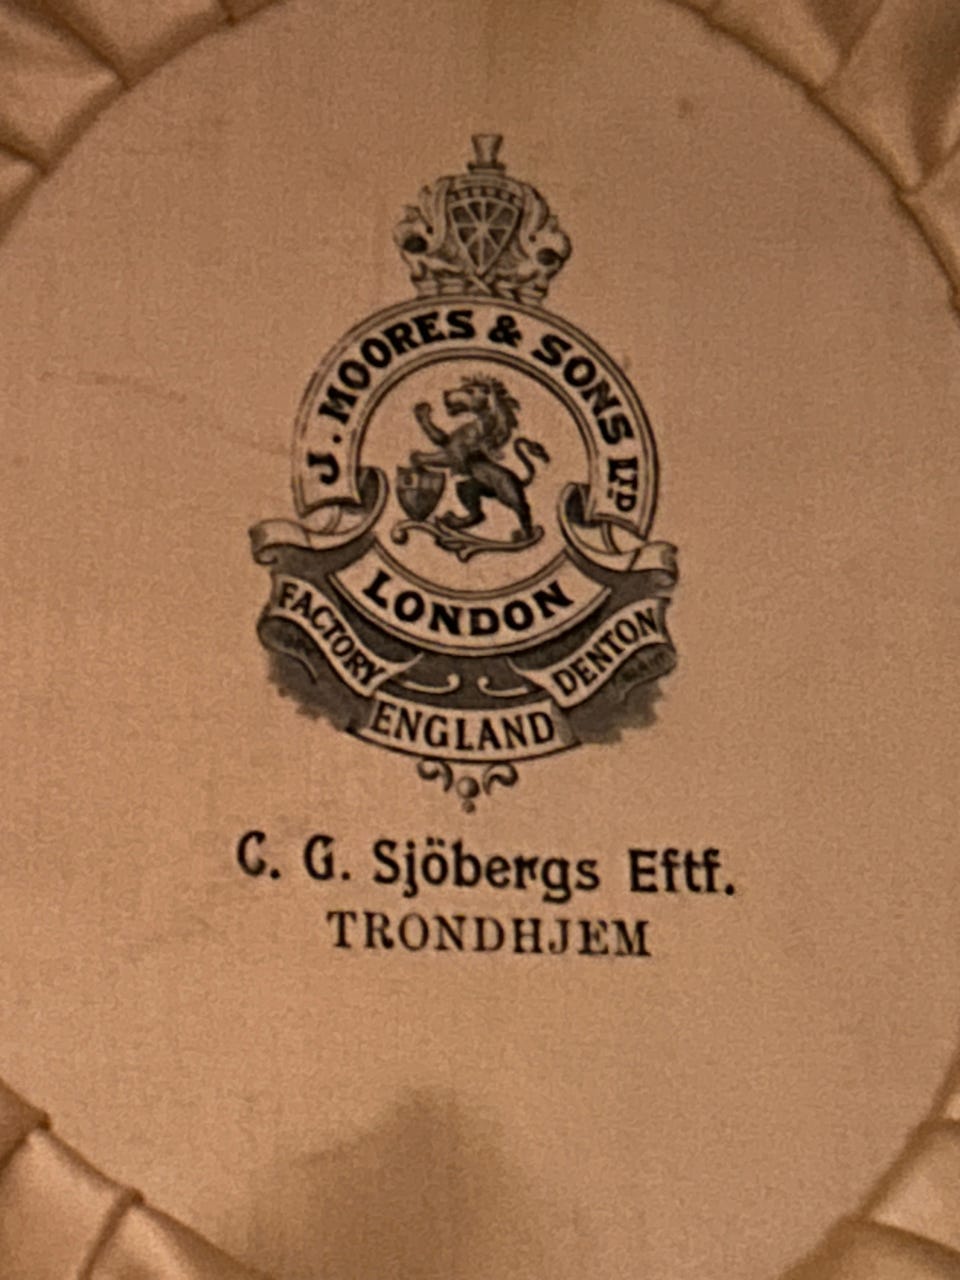 J. MOORES & SONS LTD
LONDON
FACTORY
DENTON
ENGLAND
C. G. Sjöbergs Eftf.
TRONDHJEM